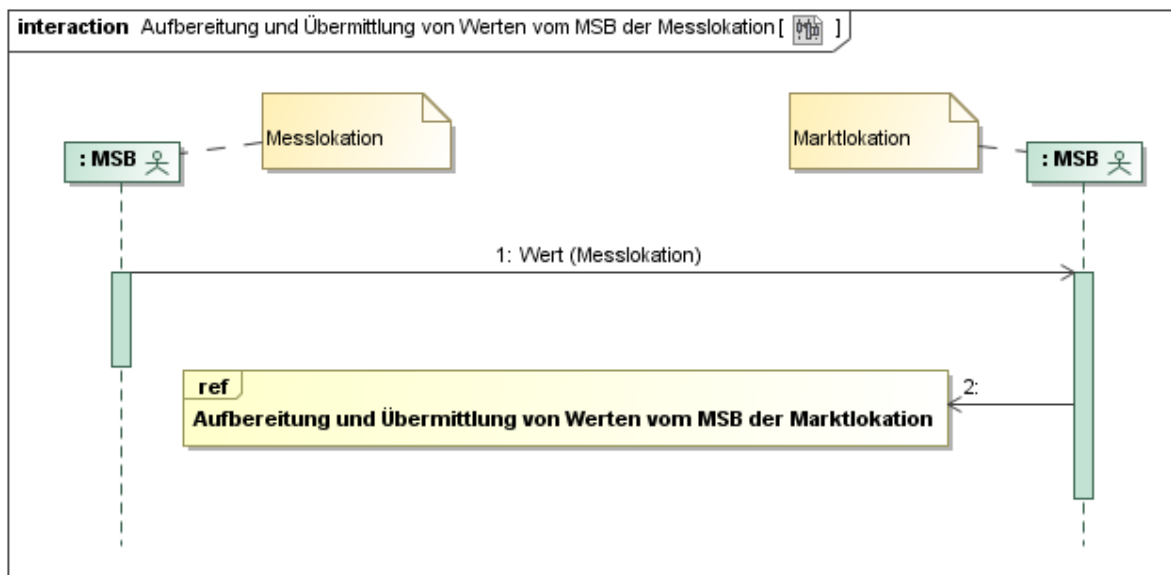 interaction Aufbereitung und Übermittlung von Werten vom MSB der Messlokation [ ]
Messlokation
Marktlokation
: MSB
: MSB
1: Wert (Messlokation)
ref
2:
Aufbereitung und Übermittlung von Werten vom MSB der Marktlokation